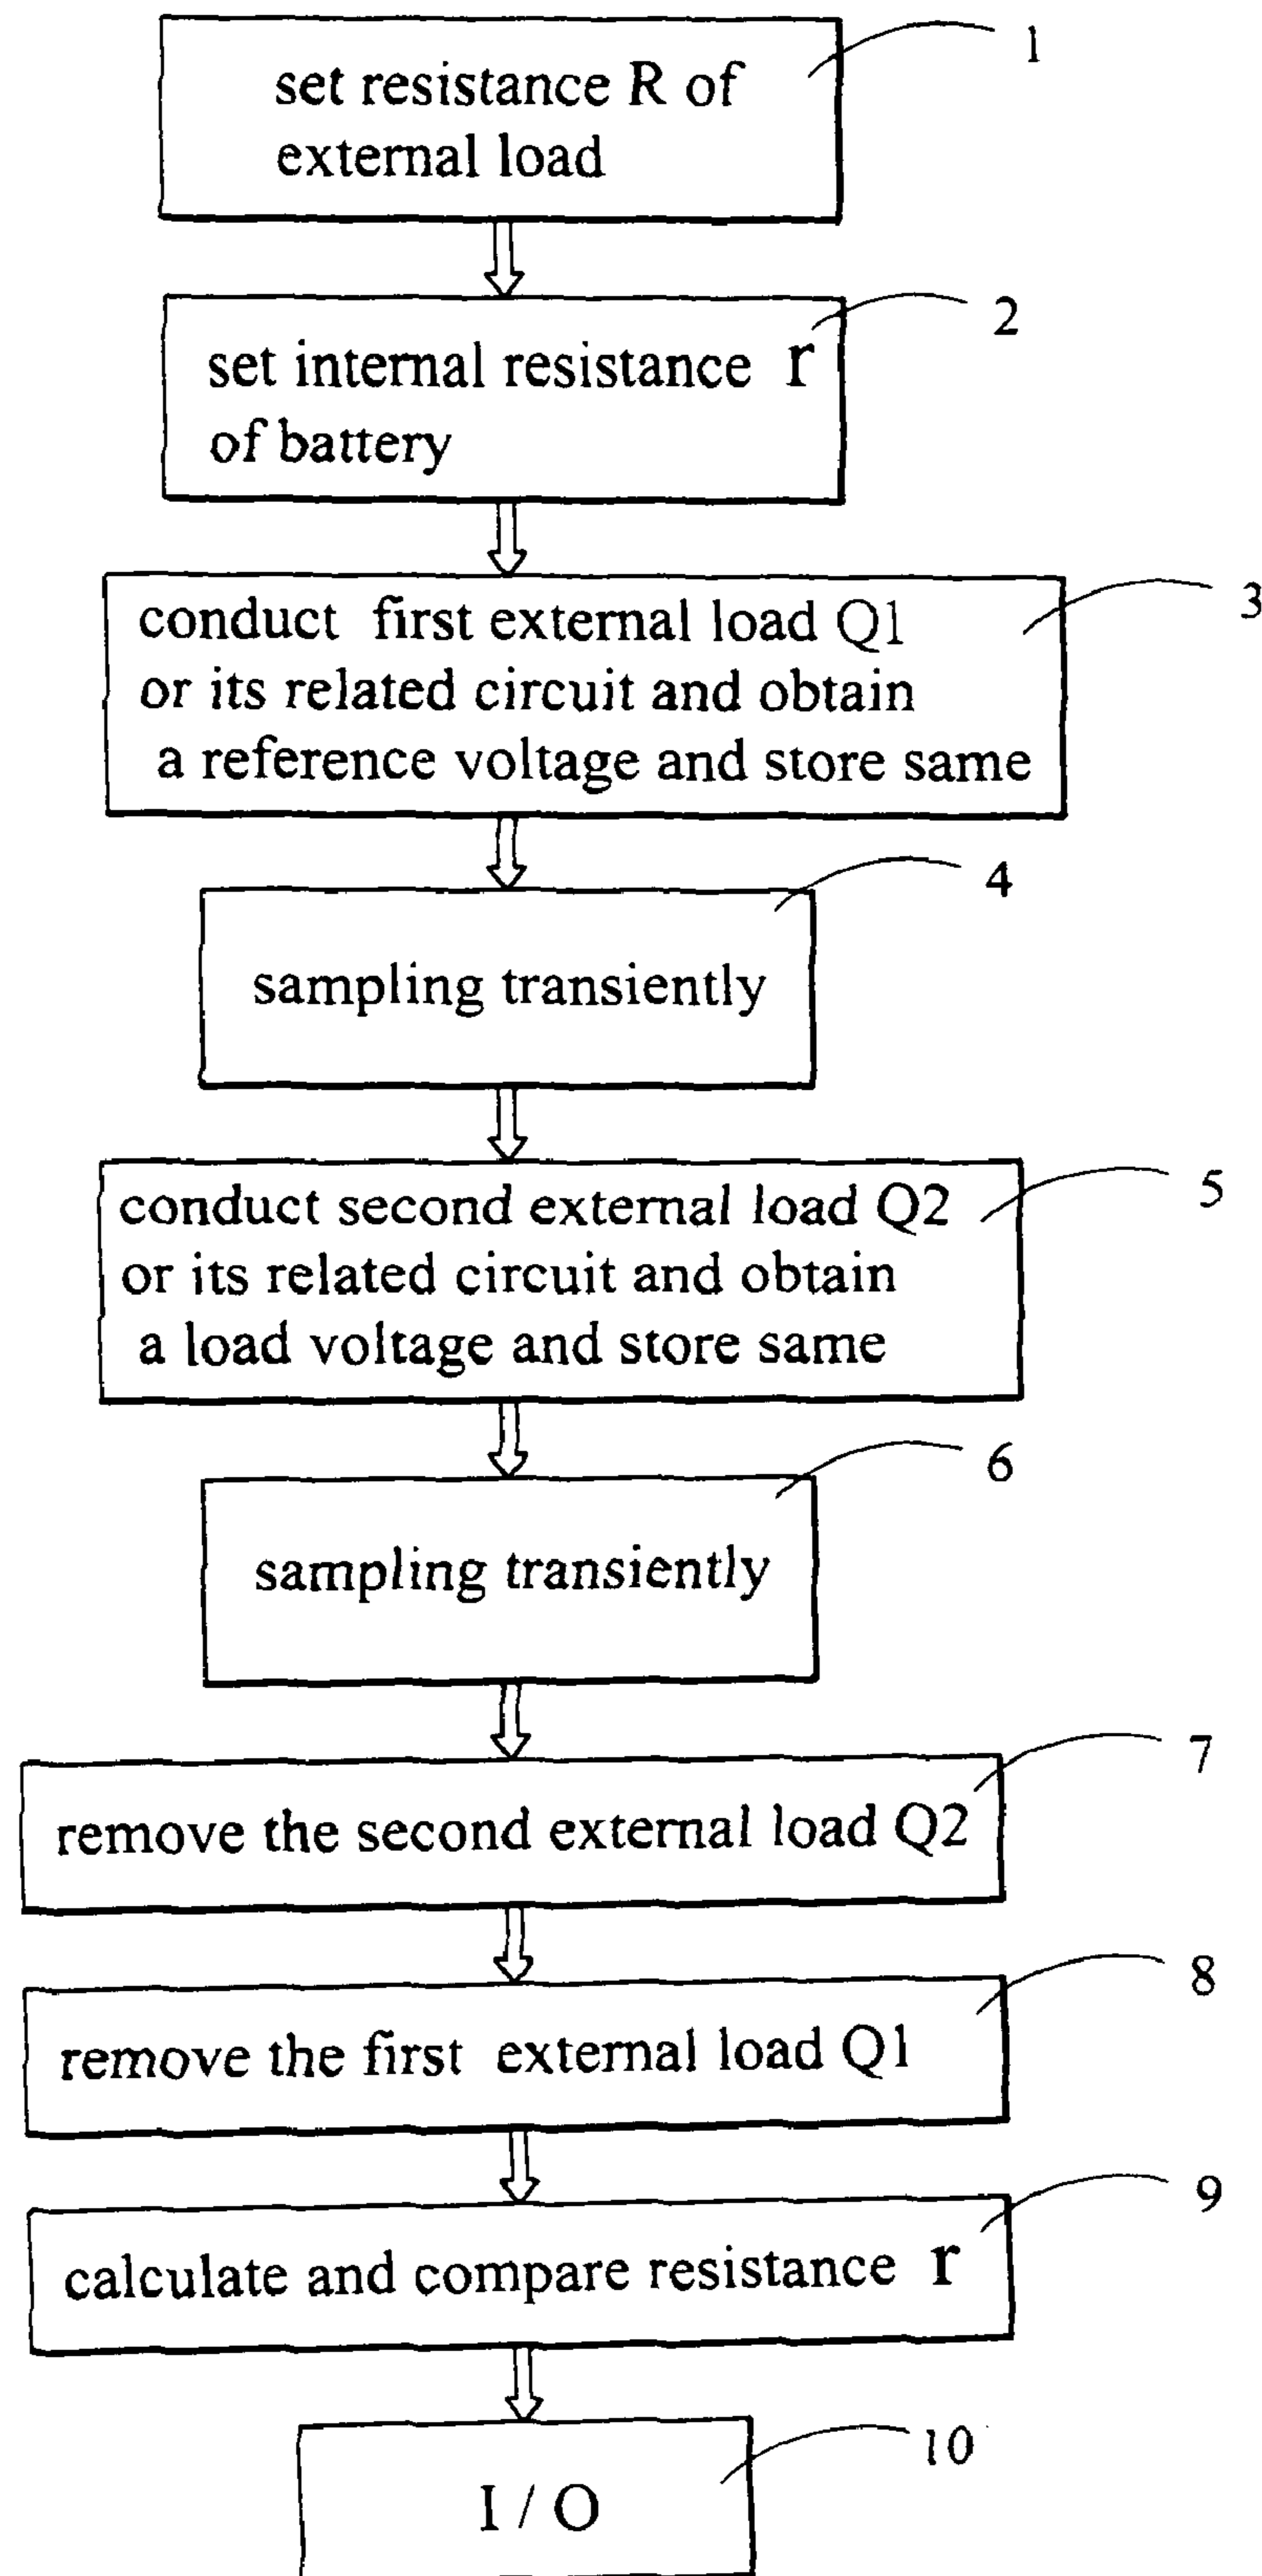 1
set resistance R of
external load
2
set internal resistance r
of battery
3
conduct first external load Q1
or its related circuit and obtain
a reference voltage and store same
4
sampling transiently
5
conduct second external load Q2
or its related circuit and obtain
a load voltage and store same
6
sampling transiently
7
remove the second external load Q2
8
remove the first external load Q1
9
calculate and compare resistance r
10
I / O